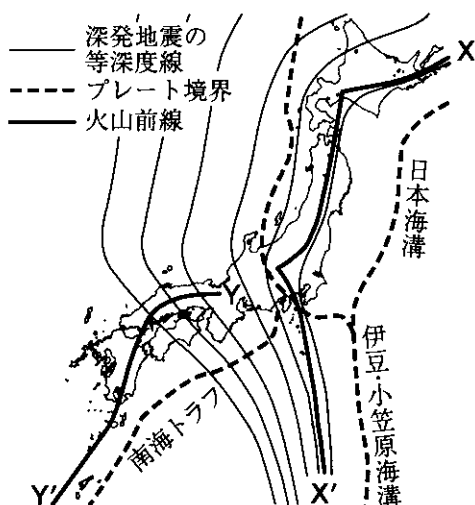 深発地震の
等深度線
プレート境界
火山前線
X
日本海溝
Y
伊豆・小笠原海溝
南海トラフ
Y'
X'